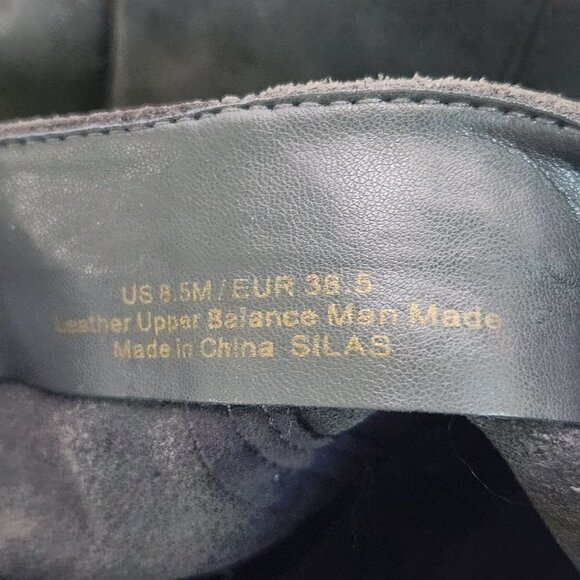 US 8.5M / EUR 38.5
Leather Upper Balance Man Made
Made in China SILAS